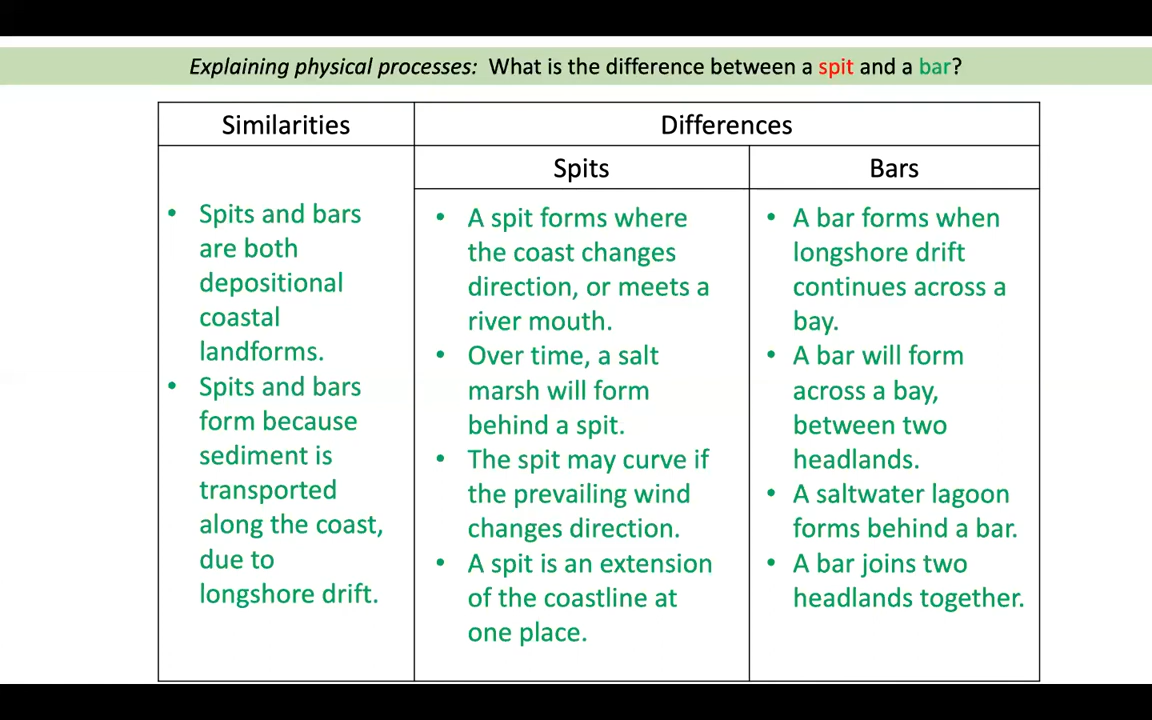 Explaining physical processes: What is the difference between a spit and a bar?
Similarities
Differences
Spits
Bars
• Spits and bars
are both
depositional
coastal
landforms.
• Spits and bars
form because
sediment is
transported
along the coast,
due to
longshore drift.
• A spit forms where
the coast changes
direction, or meets a
river mouth.
• Over time, a salt
marsh will form
behind a spit.
• The spit may curve if
the prevailing wind
changes direction.
• A spit is an extension
of the coastline at
one place.
• A bar forms when
longshore drift
continues across a
bay.
• A bar will form
across a bay,
between two
headlands.
• A saltwater lagoon
forms behind a bar.
• A bar joins two
headlands together.